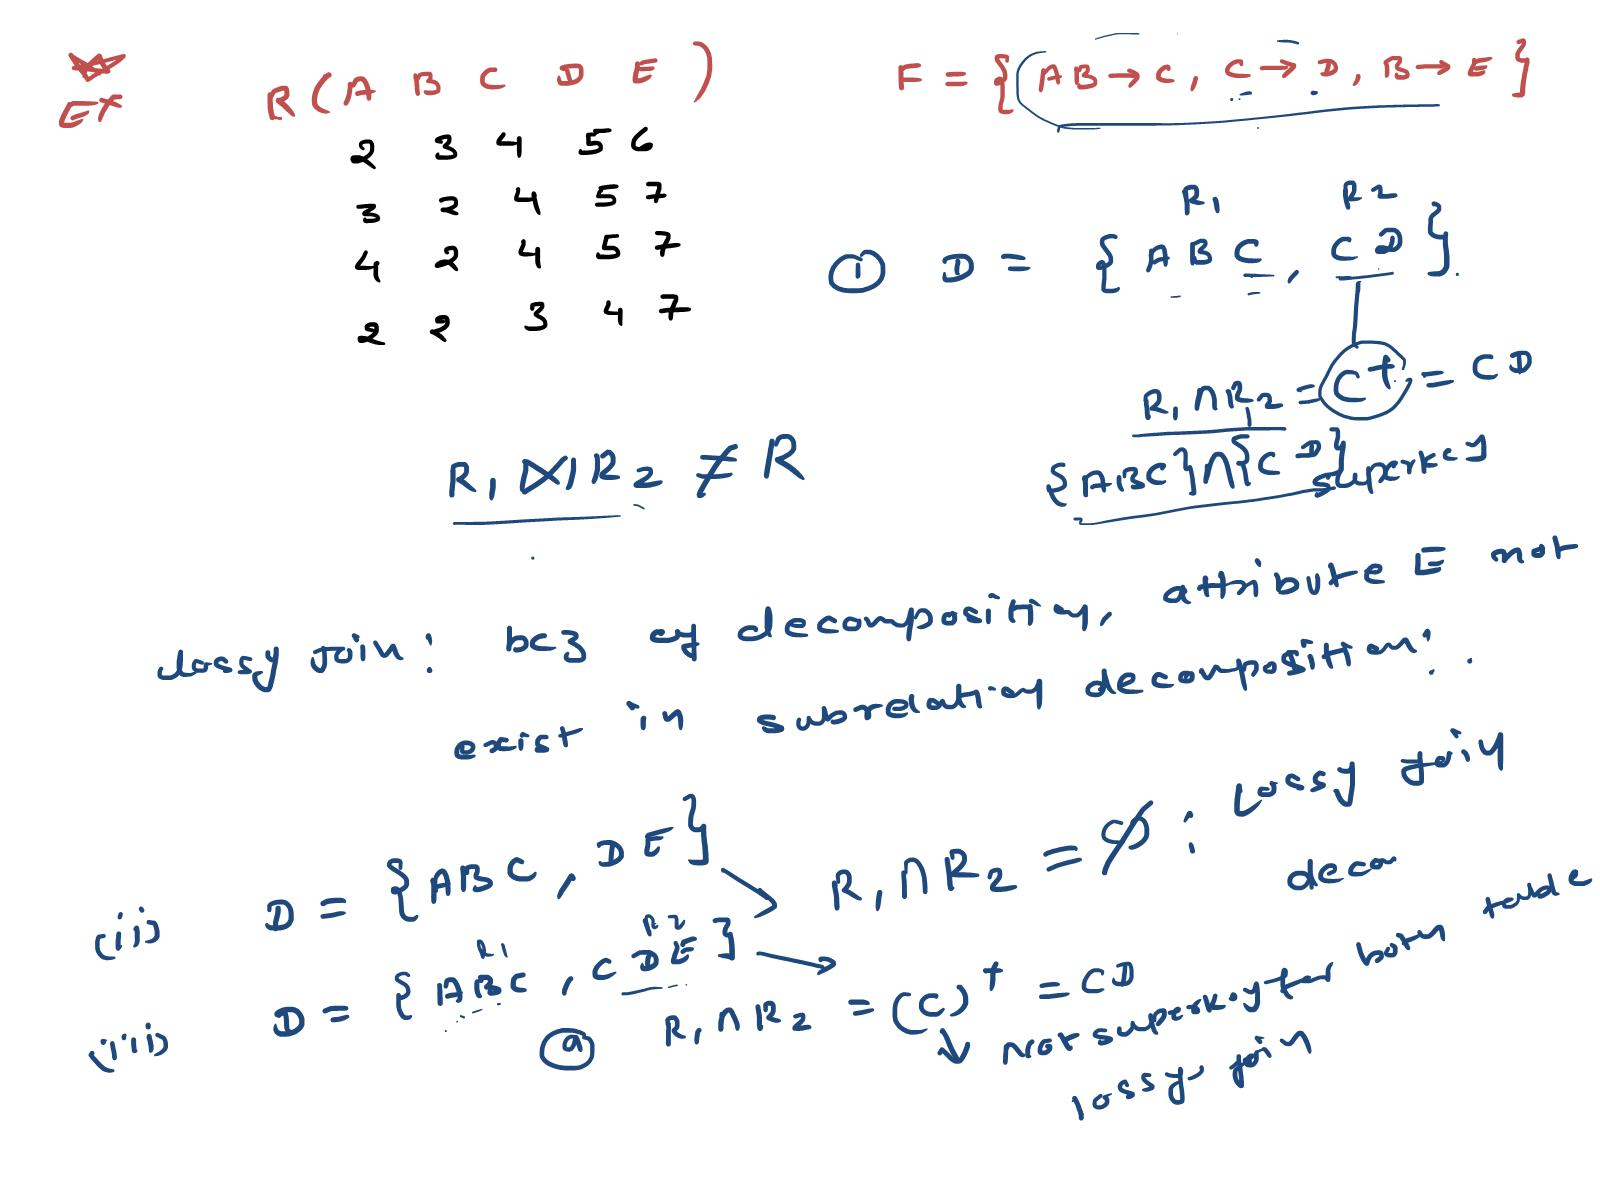 Ex R(A B C D E) F = {AB→C, C→D, B→E}
2 3 4 5 6
3 2 4 5 7
4 2 4 5 7
2 2 3 4 7
R1 R2
① D = {ABC, CD}.
R1∩R2 = C+ = CD
{ABC}∩{CD} superkey
R1⋈R2 ≠ R
lossy join: bcz ey decomposition, attribute E not
exist in subrelation decomposition:
(ii) D = {ABC, DE} R1∩R2 = ∅ : Lossy join
deco
R1 R2
(iii) D = {ABC, CDE}
ⓐ R1∩R2 = (C)+ = CD
Not superkey for both table
lossy join